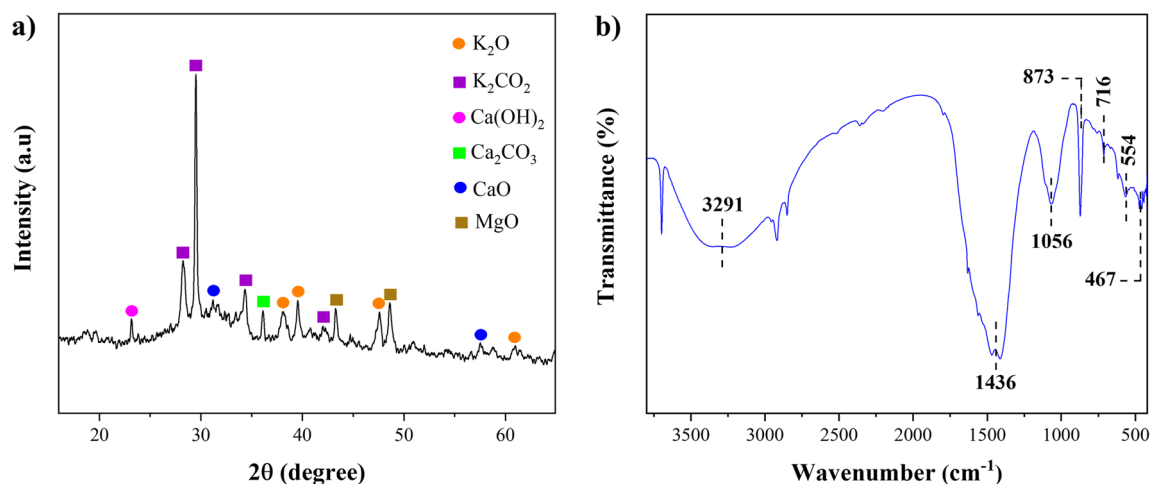 a)
Intensity (a.u)
K₂O
K₂CO₂
Ca(OH)₂
Ca₂CO₃
CaO
MgO
20 30 40 50 60
2θ (degree)
b)
Transmittance (%)
3291
1436
1056
873
716
554
467
3500 3000 2500 2000 1500 1000 500
Wavenumber (cm⁻¹)